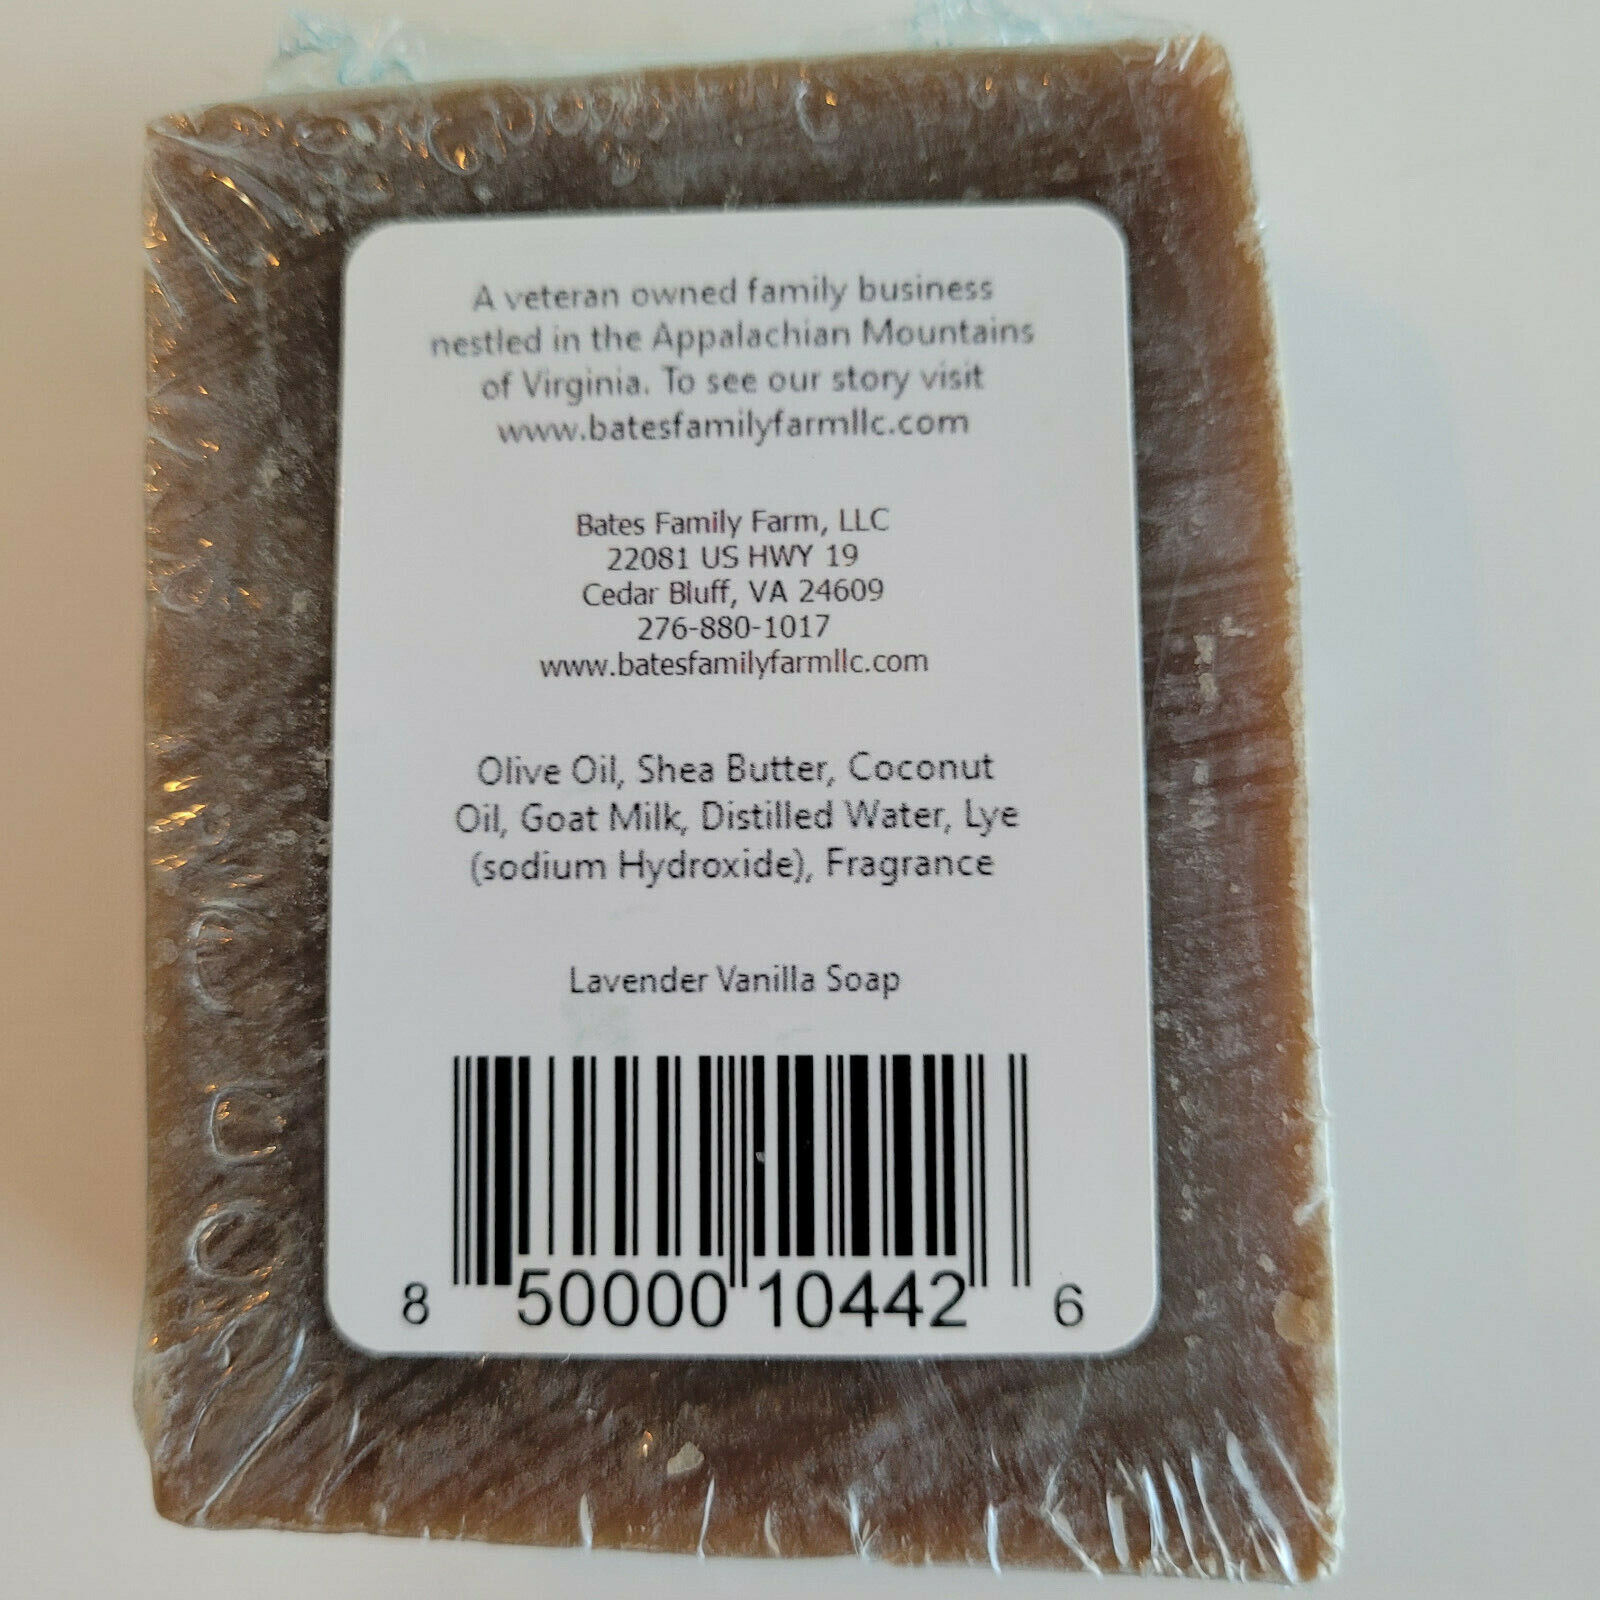 A veteran owned family business
nestled in the Appalachian Mountains
of Virginia. To see our story visit
www.batesfamilyfarmllc.com
Bates Family Farm, LLC
22081 US HWY 19
Cedar Bluff, VA 24609
276-880-1017
www.batesfamilyfarmllc.com
Olive Oil, Shea Butter, Coconut
Oil, Goat Milk, Distilled Water, Lye
(sodium Hydroxide), Fragrance
Lavender Vanilla Soap
8 50000 10442 6